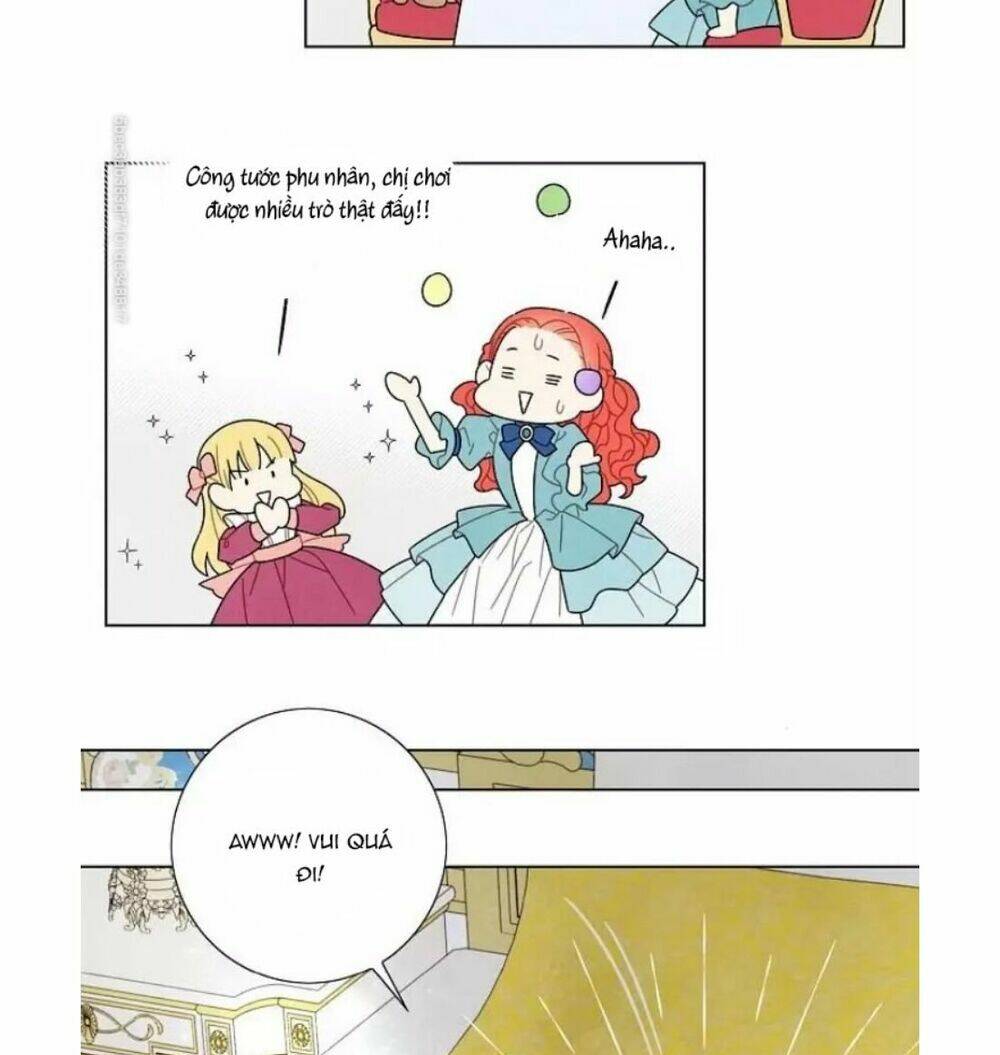 Công tước phu nhân, chị chơi
được nhiều trò thật đấy!!
Ahaha..
AWWW! VUI QUÁ
ĐI!